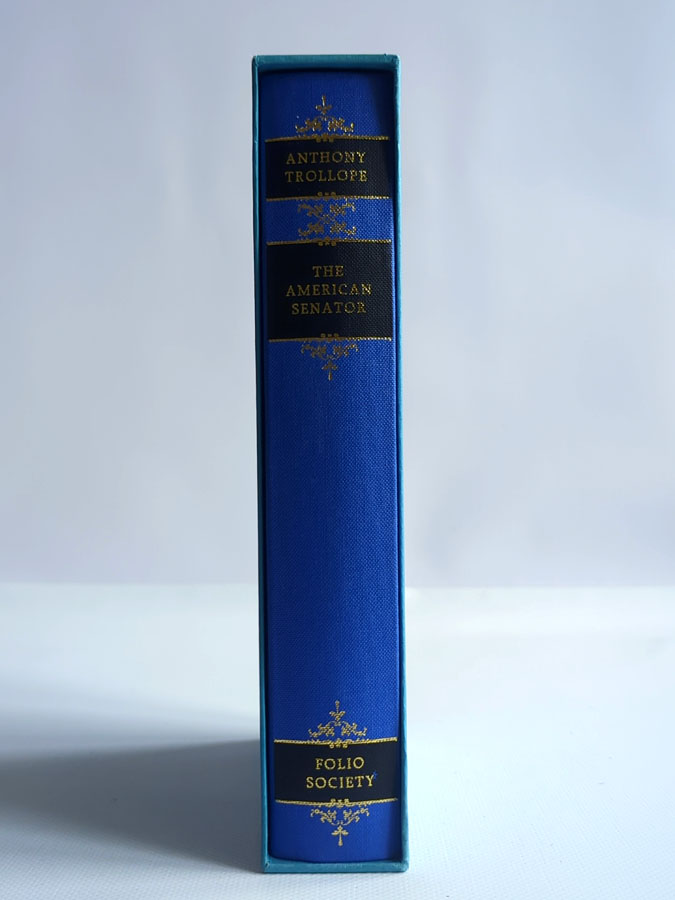 ANTHONY
TROLLOPE
THE
AMERICAN
SENATOR
FOLIO
SOCIETY